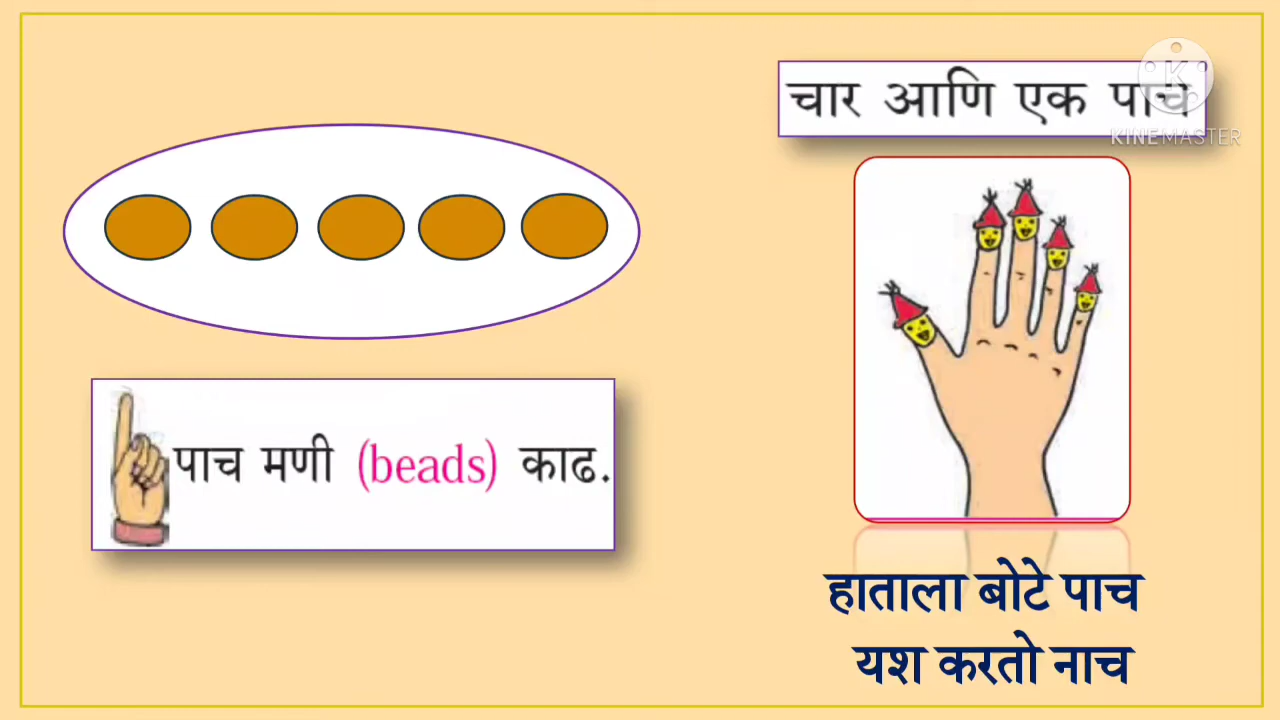 चार आणि एक पाच
KINEMASTER
पाच मणी (beads) काढ.
हाताला बोटे पाच
यश करतो नाच